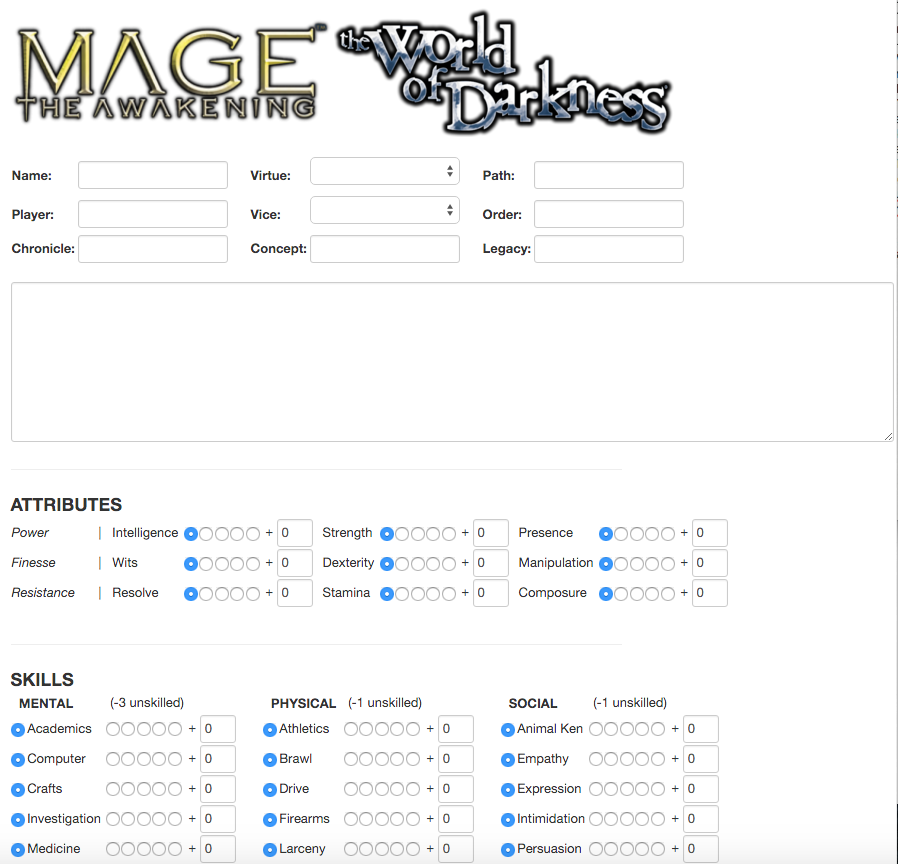 MAGE™ the World
THE AWAKENING of Darkness
Name: Virtue: Path:
Player: Vice: Order:
Chronicle: Concept: Legacy:
ATTRIBUTES
Power | Intelligence + 0 Strength + 0 Presence + 0
Finesse | Wits + 0 Dexterity + 0 Manipulation + 0
Resistance | Resolve + 0 Stamina + 0 Composure + 0
SKILLS
MENTAL (-3 unskilled) PHYSICAL (-1 unskilled) SOCIAL (-1 unskilled)
Academics + 0 Athletics + 0 Animal Ken + 0
Computer + 0 Brawl + 0 Empathy + 0
Crafts + 0 Drive + 0 Expression + 0
Investigation + 0 Firearms + 0 Intimidation + 0
Medicine + 0 Larceny + 0 Persuasion + 0